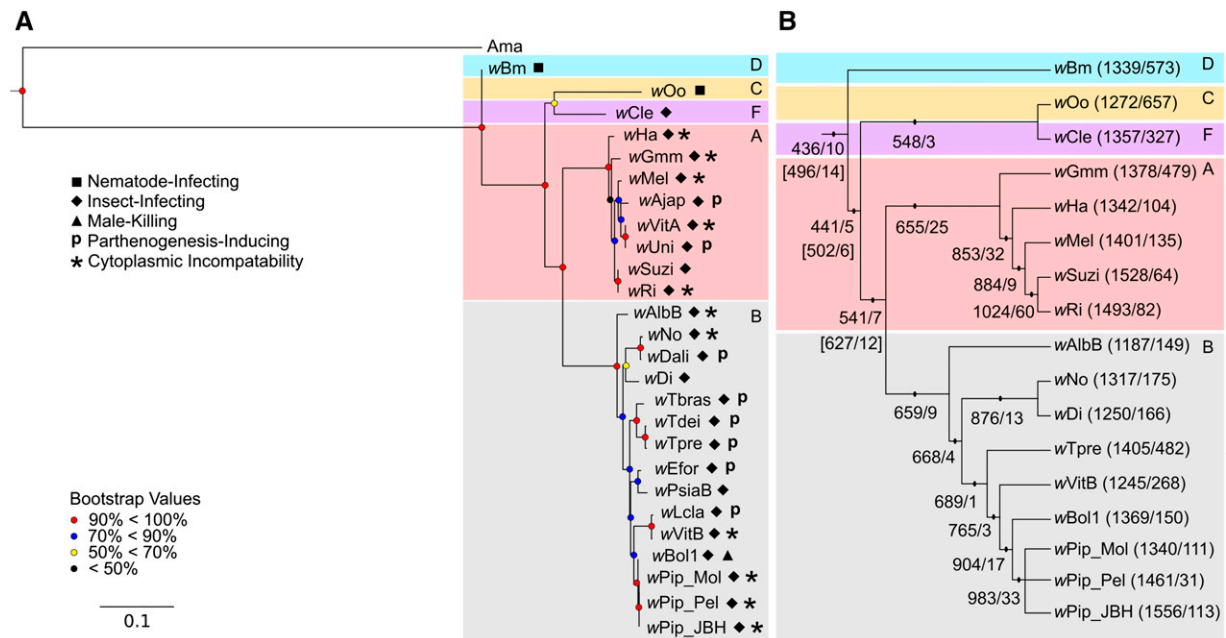 A
Ama
wBm ■ D
wOo ■ C
wCle ◆ F
wHa ◆ * A
wGmm ◆ *
wMel ◆ *
wAjap ◆ p
wVitA ◆ *
wUni ◆ p
wSuzi ◆
wRi ◆ *
wAlbB ◆ * B
wNo ◆ *
wDali ◆ p
wDi ◆
wTbras ◆ p
wTdei ◆ p
wTpre ◆ p
wEfor ◆ p
wPsiaB ◆
wLcla ◆ p
wVitB ◆ *
wBol1 ◆ ▲
wPip_Mol ◆ *
wPip_Pel ◆ *
wPip_JBH ◆ *
■ Nematode-Infecting
◆ Insect-Infecting
▲ Male-Killing
p Parthenogenesis-Inducing
* Cytoplasmic Incompatability
Bootstrap Values
90% < 100%
70% < 90%
50% < 70%
< 50%
0.1
B
wBm (1339/573) D
wOo (1272/657) C
wCle (1357/327) F
436/10
[496/14]
548/3
441/5
[502/6]
wGmm (1378/479) A
655/25
wHa (1342/104)
853/32
wMel (1401/135)
884/9
wSuzi (1528/64)
1024/60
wRi (1493/82)
541/7
[627/12]
wAlbB (1187/149) B
659/9
wNo (1317/175)
876/13
wDi (1250/166)
668/4
wTpre (1405/482)
689/1
wVitB (1245/268)
765/3
wBol1 (1369/150)
904/17
wPip_Mol (1340/111)
wPip_Pel (1461/31)
983/33
wPip_JBH (1556/113)